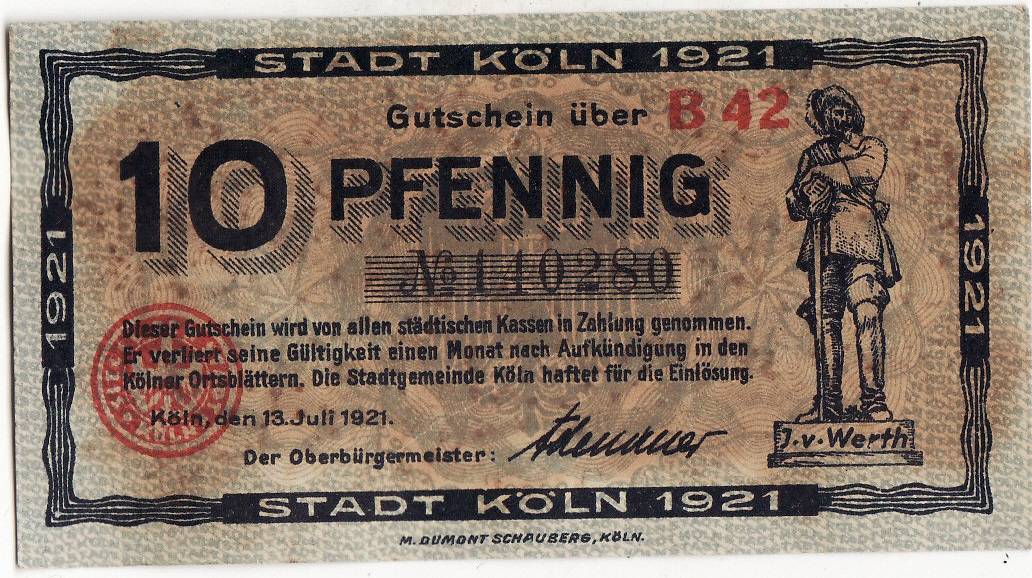 STADT KÖLN 1921
Gutschein über B 42
10 PFENNIG
№ 140280
Dieser Gutschein wird von allen städtischen Kassen in Zahlung genommen.
Er verliert seine Gültigkeit einen Monat nach Aufkündigung in den
Kölner Ortsblättern. Die Stadtgemeinde Köln haftet für die Einlösung.
Köln, den 13. Juli 1921.
Der Oberbürgermeister:
J. v. Werth
1921
1921
STADT KÖLN 1921
M. DUMONT SCHAUBERG, KÖLN.